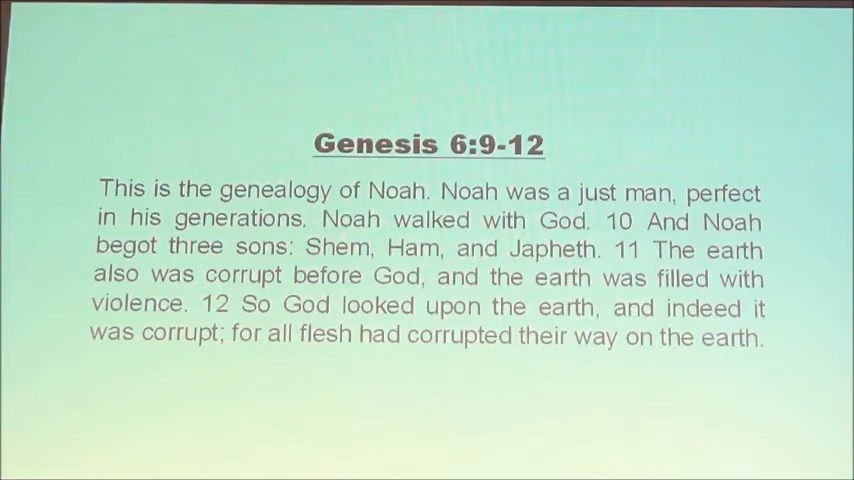 Genesis 6:9-12
This is the genealogy of Noah. Noah was a just man, perfect
in his generations. Noah walked with God. 10 And Noah
begot three sons: Shem, Ham, and Japheth. 11 The earth
also was corrupt before God, and the earth was filled with
violence. 12 So God looked upon the earth, and indeed it
was corrupt; for all flesh had corrupted their way on the earth.